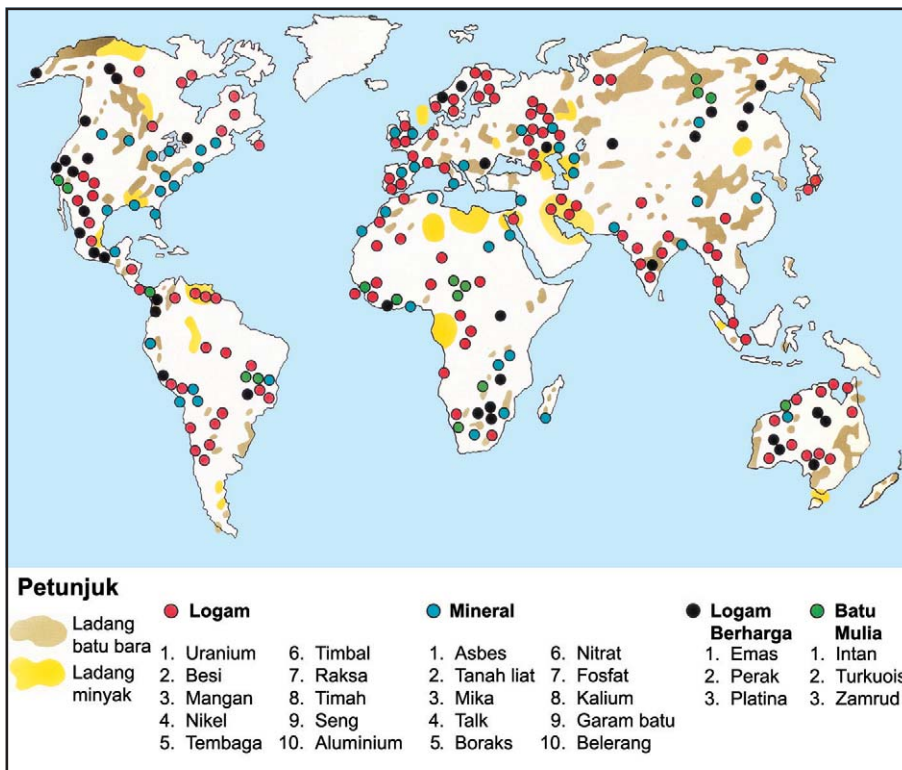 Petunjuk
Ladang
batu bara
Ladang
minyak
Logam
1. Uranium
2. Besi
3. Mangan
4. Nikel
5. Tembaga
6. Timbal
7. Raksa
8. Timah
9. Seng
10. Aluminium
Mineral
1. Asbes
2. Tanah liat
3. Mika
4. Talk
5. Boraks
6. Nitrat
7. Fosfat
8. Kalium
9. Garam batu
10. Belerang
Logam
Berharga
1. Emas
2. Perak
3. Platina
Batu
Mulia
1. Intan
2. Turkuois
3. Zamrud